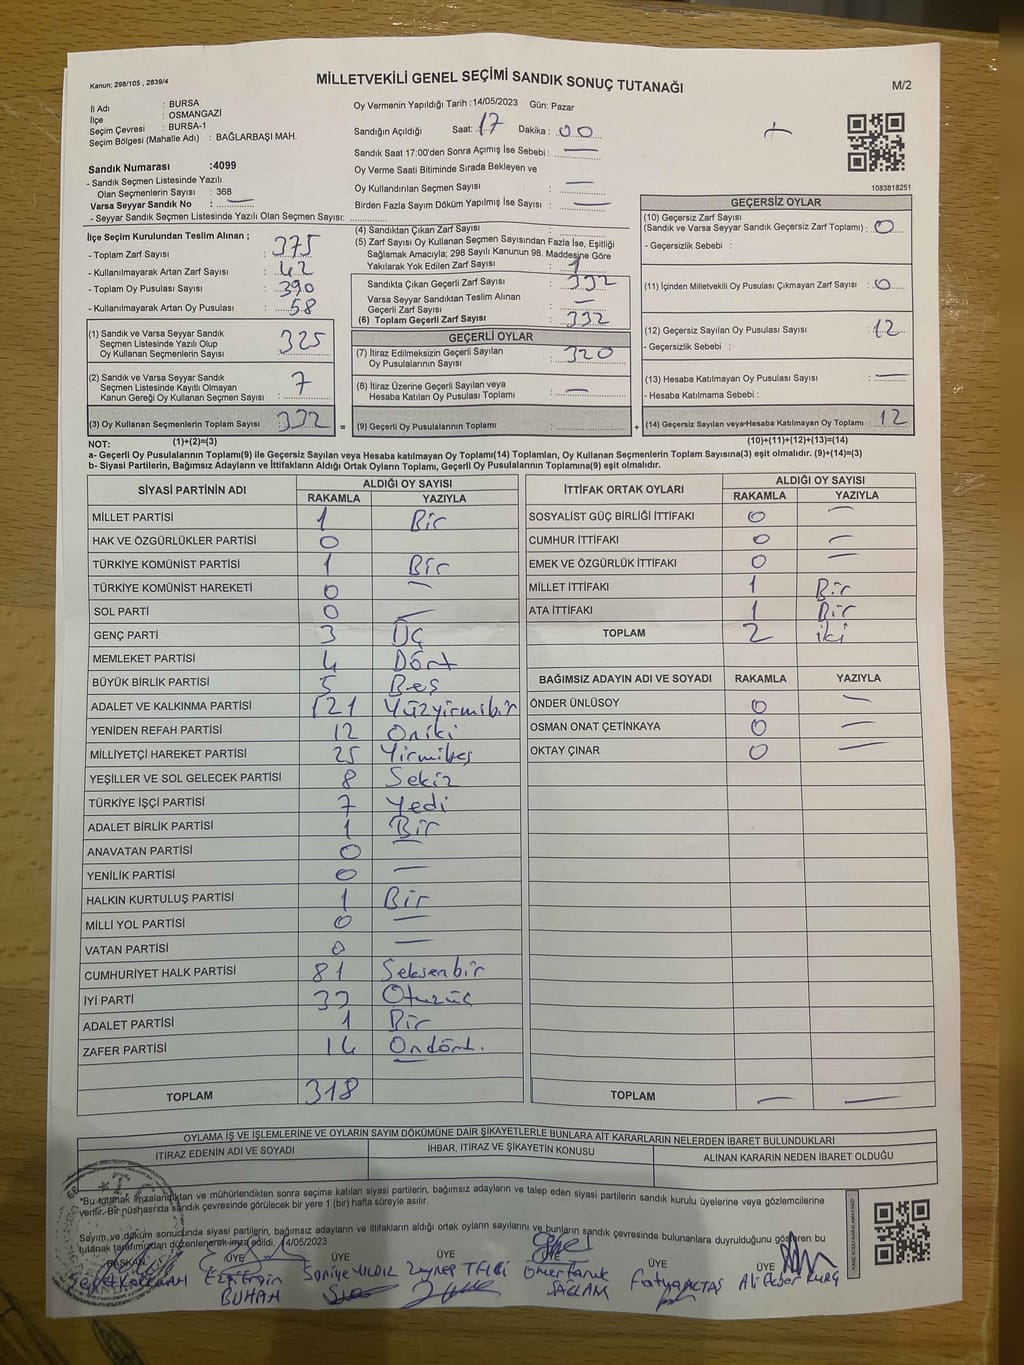 Kanun; 298/105 , 2839/4
MİLLETVEKİLİ GENEL SEÇİMİ SANDIK SONUÇ TUTANAĞI
M/2
İl Adı : BURSA
İlçe : OSMANGAZİ
Seçim Çevresi : BURSA-1
Seçim Bölgesi (Mahalle Adı) : BAĞLARBAŞI MAH.
Sandık Numarası :4099
- Sandık Seçmen Listesinde Yazılı
Olan Seçmenlerin Sayısı : 368
Varsa Seyyar Sandık No : —
- Seyyar Sandık Seçmen Listesinde Yazılı Olan Seçmen Sayısı:
Oy Vermenin Yapıldığı Tarih :14/05/2023 Gün: Pazar
Sandığın Açıldığı Saat: 17 Dakika : 00
Sandık Saat 17:00'den Sonra Açımış İse Sebebi : —
Oy Verme Saati Bitiminde Sırada Bekleyen ve
Oy Kullandırılan Seçmen Sayısı : —
Birden Fazla Sayım Döküm Yapılmış İse Sayısı : —
1083818251
İlçe Seçim Kurulundan Teslim Alınan ;
- Toplam Zarf Sayısı : 375
- Kullanılmayarak Artan Zarf Sayısı : 42
- Toplam Oy Pusulası Sayısı : 390
- Kullanılmayarak Artan Oy Pusulası : 58
(1) Sandık ve Varsa Seyyar Sandık
Seçmen Listesinde Yazılı Olup
Oy Kullanan Seçmenlerin Sayısı : 325
(2) Sandık ve Varsa Seyyar Sandık
Seçmen Listesinde Kayıtlı Olmayan
Kanun Gereği Oy Kullanan Seçmen Sayısı : 7
(3) Oy Kullanan Seçmenlerin Toplam Sayısı : 332
(4) Sandıktan Çıkan Zarf Sayısı :
(5) Zarf Sayısı Oy Kullanan Seçmen Sayısından Fazla İse, Eşitliği
Sağlamak Amacıyla; 298 Sayılı Kanunun 98. Maddesine Göre
Yakılarak Yok Edilen Zarf Sayısı : 1
Sandıkta Çıkan Geçerli Zarf Sayısı : 332
Varsa Seyyar Sandıktan Teslim Alınan
Geçerli Zarf Sayısı : —
(6) Toplam Geçerli Zarf Sayısı : 332
GEÇERLİ OYLAR
(7) İtiraz Edilmeksizin Geçerli Sayılan
Oy Pusulalarının Sayısı : 320
(8) İtiraz Üzerine Geçerli Sayılan veya
Hesaba Katılan Oy Pusulası Toplamı : —
= (9) Geçerli Oy Pusulalarının Toplamı :
GEÇERSİZ OYLAR
(10) Geçersiz Zarf Sayısı
(Sandık ve Varsa Seyyar Sandık Geçersiz Zarf Toplamı) : 0
- Geçersizlik Sebebi :
(11) İçinden Milletvekili Oy Pusulası Çıkmayan Zarf Sayısı : 0
(12) Geçersiz Sayılan Oy Pusulası Sayısı : 12
- Geçersizlik Sebebi :
(13) Hesaba Katılmayan Oy Pusulası Sayısı : —
- Hesaba Katılmama Sebebi :
+ (14) Geçersiz Sayılan veya Hesaba Katılmayan Oy Toplamı : 12
NOT: (1)+(2)=(3)
(10)+(11)+(12)+(13)=(14)
a- Geçerli Oy Pusulalarının Toplamı(9) ile Geçersiz Sayılan veya Hesaba Katılmayan oy Toplamı(14) Toplamları, Oy Kullanan Seçmenlerin Toplam Sayısına(3) eşit olmalıdır. (9)+(14)=(3)
b- Siyasi Partilerin, Bağımsız Adayların ve İttifakların Aldığı Ortak Oyların Toplamı, Geçerli Oy Pusulalarının Toplamına(9) eşit olmalıdır.
SİYASİ PARTİNİN ADI ALDIĞI OY SAYISI
RAKAMLA YAZIYLA
MİLLET PARTİSİ 1 Bir
HAK VE ÖZGÜRLÜKLER PARTİSİ 0
TÜRKİYE KOMÜNİST PARTİSİ 1 Bir
TÜRKİYE KOMÜNİST HAREKETİ 0 —
SOL PARTİ 0 —
GENÇ PARTİ 3 Üç
MEMLEKET PARTİSİ 4 Dört
BÜYÜK BİRLİK PARTİSİ 5 Beş
ADALET VE KALKINMA PARTİSİ 121 Yüzyirmibir
YENİDEN REFAH PARTİSİ 12 Oniki
MİLLİYETÇİ HAREKET PARTİSİ 25 Yirmibeş
YEŞİLLER VE SOL GELECEK PARTİSİ 8 Sekiz
TÜRKİYE İŞÇİ PARTİSİ 7 Yedi
ADALET BİRLİK PARTİSİ 1 Bir
ANAVATAN PARTİSİ 0 —
YENİLİK PARTİSİ 0 —
HALKIN KURTULUŞ PARTİSİ 1 Bir
MİLLİ YOL PARTİSİ 0 —
VATAN PARTİSİ 0 —
CUMHURİYET HALK PARTİSİ 81 Seksenbir
İYİ PARTİ 33 Otuzüç
ADALET PARTİSİ 1 Bir
ZAFER PARTİSİ 14 Ondört.
TOPLAM 318
İTTİFAK ORTAK OYLARI ALDIĞI OY SAYISI
RAKAMLA YAZIYLA
SOSYALİST GÜÇ BİRLİĞİ İTTİFAKI 0 —
CUMHUR İTTİFAKI 0 —
EMEK VE ÖZGÜRLÜK İTTİFAKI 0 —
MİLLET İTTİFAKI 1 Bir
ATA İTTİFAKI 1 Bir
TOPLAM 2 iki
BAĞIMSIZ ADAYIN ADI VE SOYADI RAKAMLA YAZIYLA
ÖNDER ÜNLÜSOY 0 —
OSMAN ONAT ÇETİNKAYA 0 —
OKTAY ÇINAR 0 —
TOPLAM — —
OYLAMA İŞ VE İŞLEMLERİNE VE OYLARIN SAYIM DÖKÜMÜNE DAİR ŞİKAYETLERLE BUNLARA AİT KARARLARIN NELERDEN İBARET BULUNDUKLARI
İTİRAZ EDENİN ADI VE SOYADI İHBAR, İTİRAZ VE ŞİKAYETİN KONUSU ALINAN KARARIN NEDEN İBARET OLDUĞU
*Bu tutanak imzalandıktan ve mühürlendikten sonra seçime katılan siyasi partilerin, bağımsız adayların ve talep eden siyasi partilerin sandık kurulu üyelerine veya gözlemcilerine
verilir. Bir nüshasıda sandık çevresinde görülecek bir yere 1 (bir) hafta süreyle asılır.
Sayım ve döküm sonucunda siyasi partilerin, bağımsız adayların ve ittifakların aldığı ortak oyların sayılarını ve bunların sandık çevresinde bulunanlara duyrulduğunu gösteren bu
tutanak tarafımızdan düzenlenerek imza edildi. 14/05/2023
BAŞKAN ÜYE ÜYE ÜYE ÜYE ÜYE ÜYE
Ezgi Ergin Soniye YILDIZ Zeynep Ömer Faruk Fatma AKTAŞ Ali Ekber KURÇ
BUHAN SAĞLAM